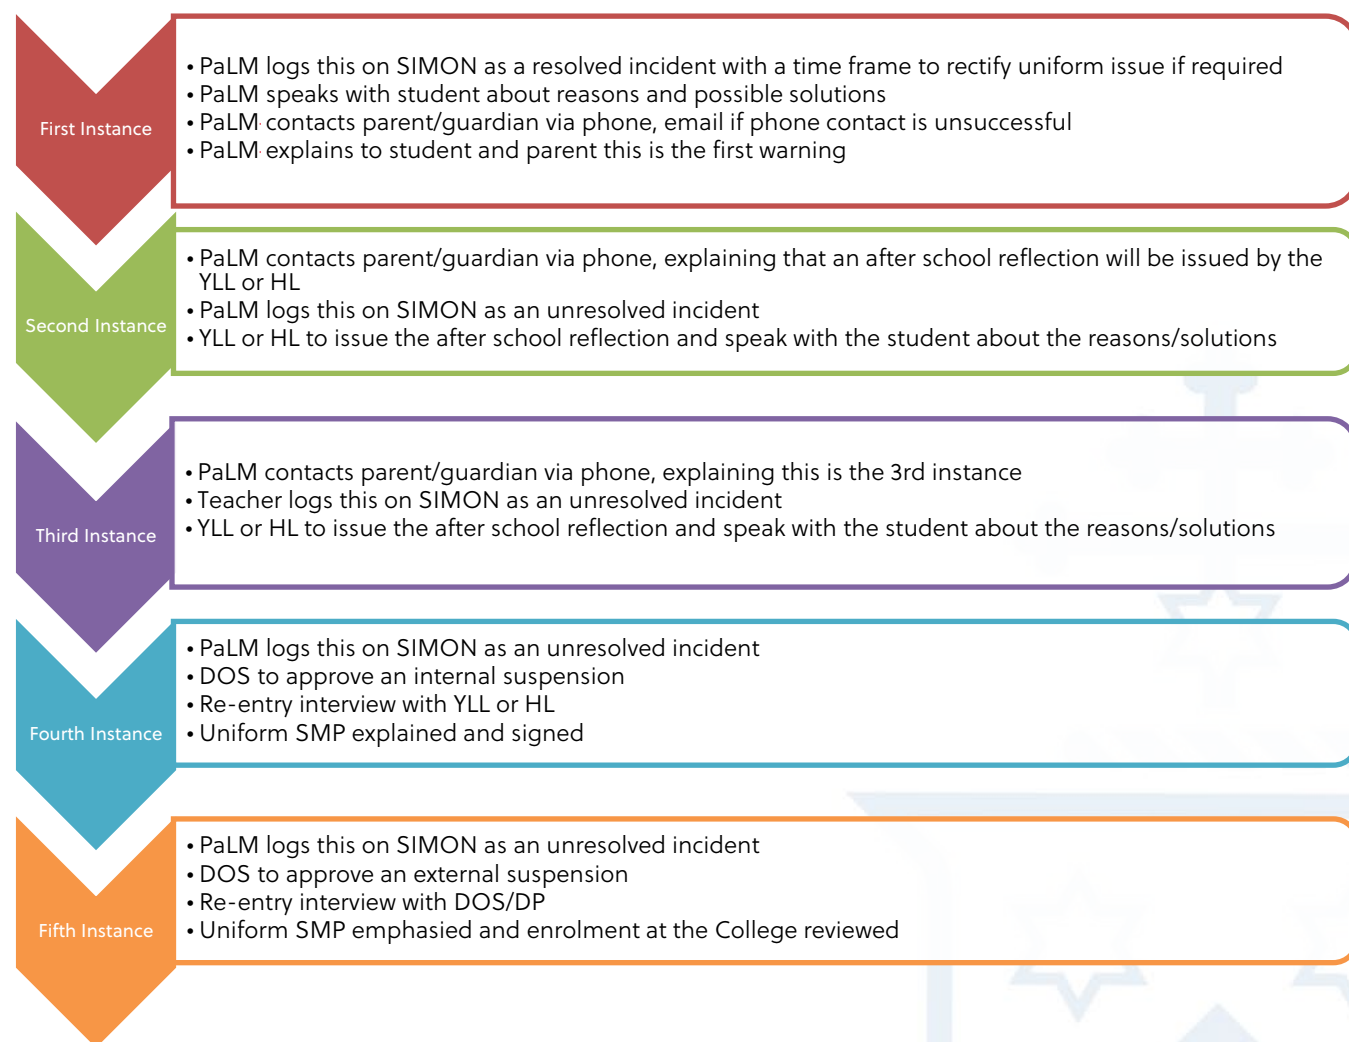 First Instance
• PaLM logs this on SIMON as a resolved incident with a time frame to rectify uniform issue if required
• PaLM speaks with student about reasons and possible solutions
• PaLM contacts parent/guardian via phone, email if phone contact is unsuccessful
• PaLM explains to student and parent this is the first warning
Second Instance
• PaLM contacts parent/guardian via phone, explaining that an after school reflection will be issued by the
YLL or HL
• PaLM logs this on SIMON as an unresolved incident
• YLL or HL to issue the after school reflection and speak with the student about the reasons/solutions
Third Instance
• PaLM contacts parent/guardian via phone, explaining this is the 3rd instance
• Teacher logs this on SIMON as an unresolved incident
• YLL or HL to issue the after school reflection and speak with the student about the reasons/solutions
Fourth Instance
• PaLM logs this on SIMON as an unresolved incident
• DOS to approve an internal suspension
• Re-entry interview with YLL or HL
• Uniform SMP explained and signed
Fifth Instance
• PaLM logs this on SIMON as an unresolved incident
• DOS to approve an external suspension
• Re-entry interview with DOS/DP
• Uniform SMP emphasied and enrolment at the College reviewed